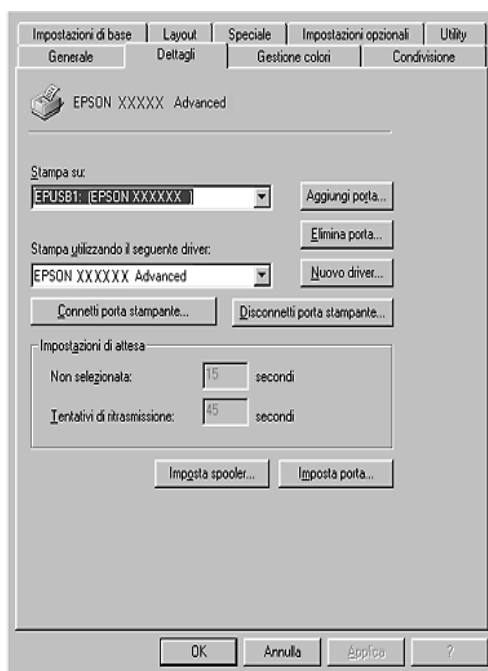 Impostazioni di base Layout Speciale Impostazioni opzionali Utility
Generale Dettagli Gestione colori Condivisione
EPSON XXXXX Advanced
Stampa su:
EPUSB1: (EPSON XXXXXX ) Aggiungi porta...
Elimina porta...
Stampa utilizzando il seguente driver:
EPSON XXXXXX Advanced Nuovo driver...
Connetti porta stampante... Disconnetti porta stampante...
Impostazioni di attesa
Non selezionata: 15 secondi
Tentativi di ritrasmissione: 45 secondi
Imposta spooler... Imposta porta...
OK Annulla Applica ?